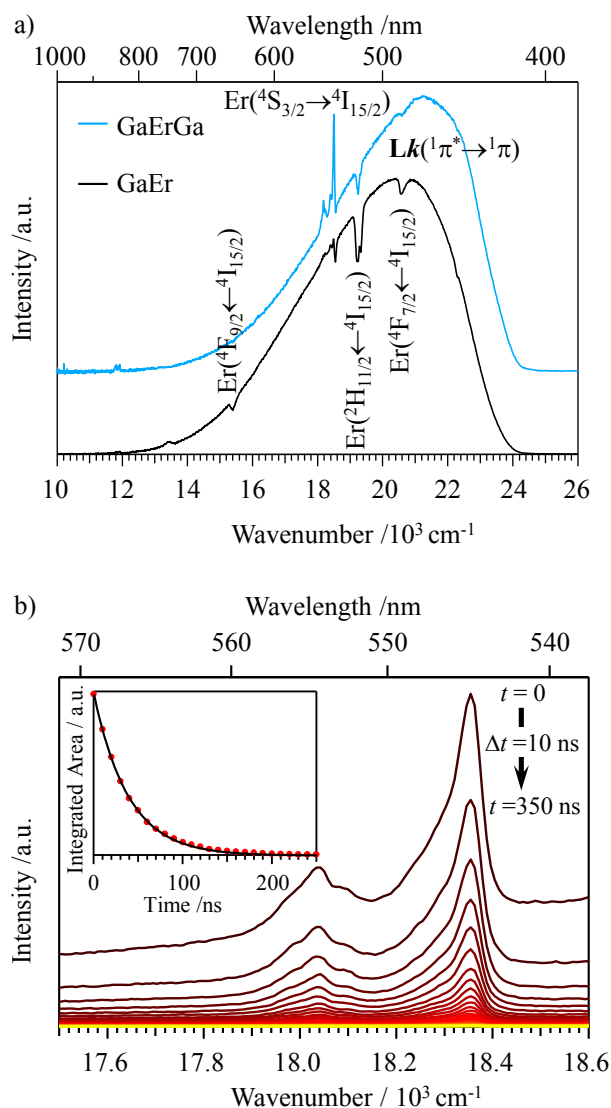 a)
Wavelength /nm
1000 800 700 600 500 400
Er(⁴S₃/₂→⁴I₁₅/₂)
GaErGa
Lk(¹π*→¹π)
GaEr
Er(⁴F₉/₂←⁴I₁₅/₂)
Er(²H₁₁/₂←⁴I₁₅/₂)
Er(⁴F₇/₂←⁴I₁₅/₂)
Intensity /a.u.
10 12 14 16 18 20 22 24 26
Wavenumber /10³ cm⁻¹
b)
Wavelength /nm
570 560 550 540
Integrated Area / a.u.
0 100 200
Time /ns
t = 0
Δt=10 ns
t=350 ns
Intensity /a.u.
17.6 17.8 18.0 18.2 18.4 18.6
Wavenumber /10³ cm⁻¹